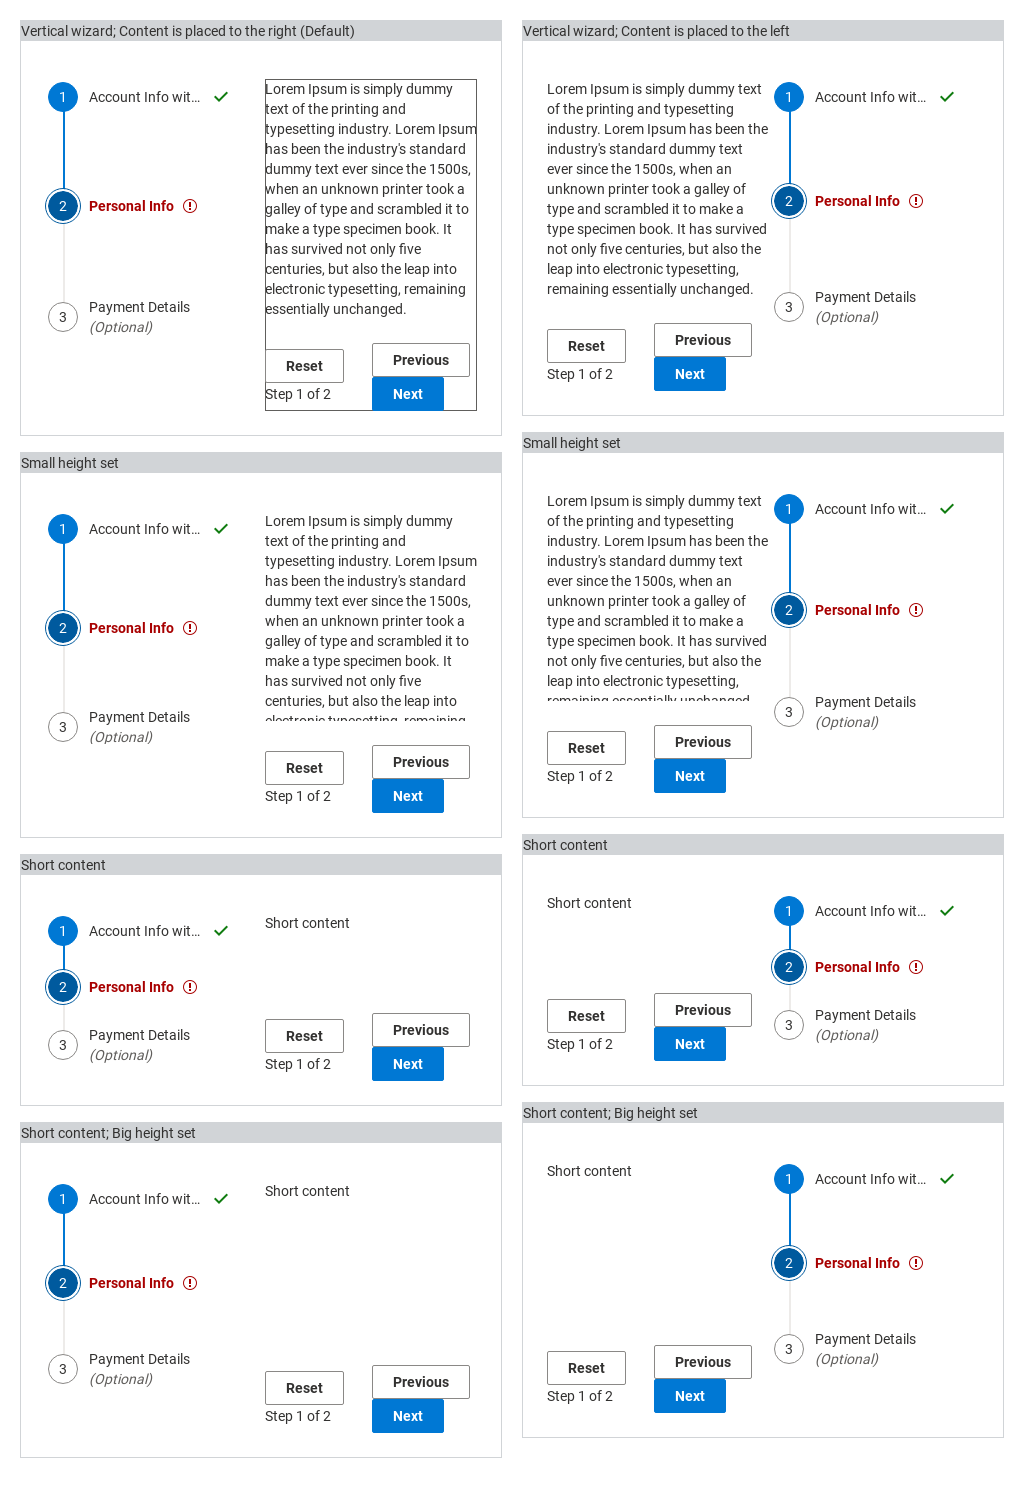 Vertical wizard; Content is placed to the right (Default)
1
Account Info wit...
2
Personal Info
3
Payment Details
(Optional)
Lorem Ipsum is simply dummy
text of the printing and
typesetting industry. Lorem Ipsum
has been the industry's standard
dummy text ever since the 1500s,
when an unknown printer took a
galley of type and scrambled it to
make a type specimen book. It
has survived not only five
centuries, but also the leap into
electronic typesetting, remaining
essentially unchanged.
Reset
Previous
Step 1 of 2
Next
Small height set
1
Account Info wit...
2
Personal Info
3
Payment Details
(Optional)
Lorem Ipsum is simply dummy
text of the printing and
typesetting industry. Lorem Ipsum
has been the industry's standard
dummy text ever since the 1500s,
when an unknown printer took a
galley of type and scrambled it to
make a type specimen book. It
has survived not only five
centuries, but also the leap into
electronic typesetting, remaining
Reset
Previous
Step 1 of 2
Next
Short content
1
Account Info wit...
2
Personal Info
3
Payment Details
(Optional)
Short content
Reset
Previous
Step 1 of 2
Next
Short content; Big height set
1
Account Info wit...
2
Personal Info
3
Payment Details
(Optional)
Short content
Reset
Previous
Step 1 of 2
Next
Vertical wizard; Content is placed to the left
Lorem Ipsum is simply dummy text
of the printing and typesetting
industry. Lorem Ipsum has been the
industry's standard dummy text
ever since the 1500s, when an
unknown printer took a galley of
type and scrambled it to make a
type specimen book. It has survived
not only five centuries, but also the
leap into electronic typesetting,
remaining essentially unchanged.
Reset
Previous
Step 1 of 2
Next
1
Account Info wit...
2
Personal Info
3
Payment Details
(Optional)
Small height set
Lorem Ipsum is simply dummy text
of the printing and typesetting
industry. Lorem Ipsum has been the
industry's standard dummy text
ever since the 1500s, when an
unknown printer took a galley of
type and scrambled it to make a
type specimen book. It has survived
not only five centuries, but also the
leap into electronic typesetting,
remaining essentially unchanged.
Reset
Previous
Step 1 of 2
Next
1
Account Info wit...
2
Personal Info
3
Payment Details
(Optional)
Short content
Short content
Reset
Previous
Step 1 of 2
Next
1
Account Info wit...
2
Personal Info
3
Payment Details
(Optional)
Short content; Big height set
Short content
Reset
Previous
Step 1 of 2
Next
1
Account Info wit...
2
Personal Info
3
Payment Details
(Optional)